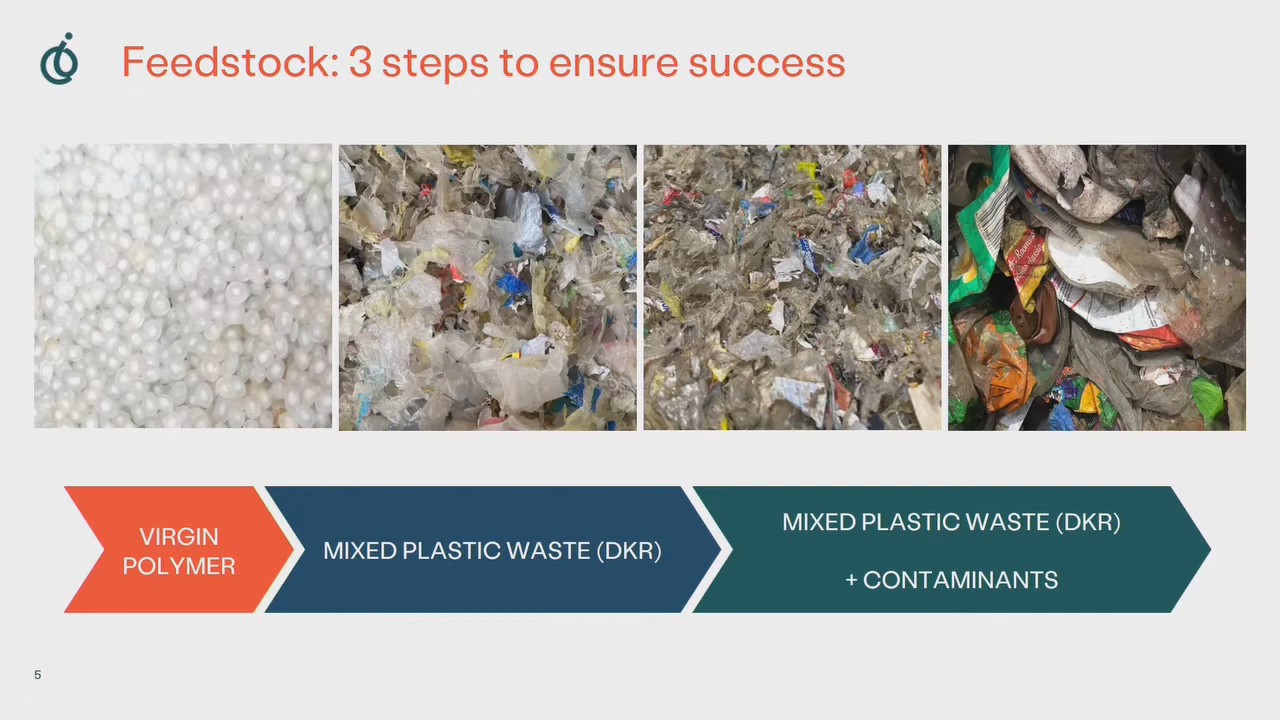 Feedstock: 3 steps to ensure success
VIRGIN
POLYMER
MIXED PLASTIC WASTE (DKR)
MIXED PLASTIC WASTE (DKR)
+ CONTAMINANTS
5